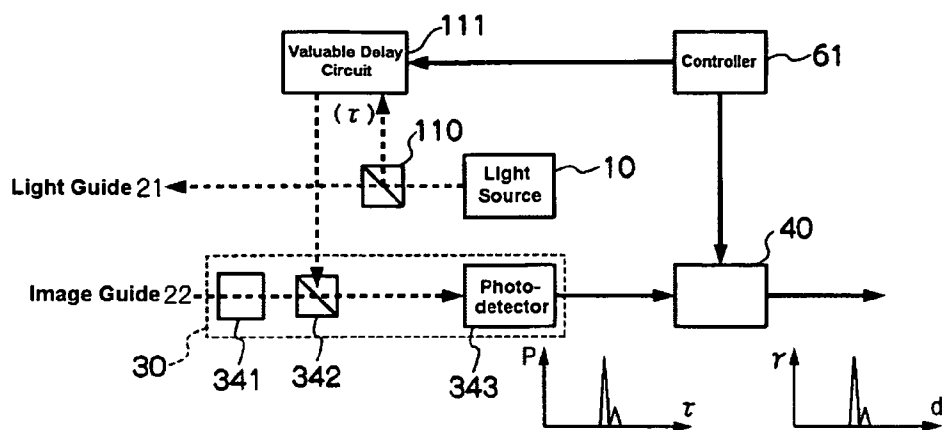 111
Valuable Delay
Circuit
Controller
61
(τ)
110
10
Light
Source
Light Guide 21
40
Image Guide 22
Photo-
detector
30
341
342
343
P
τ
r
d